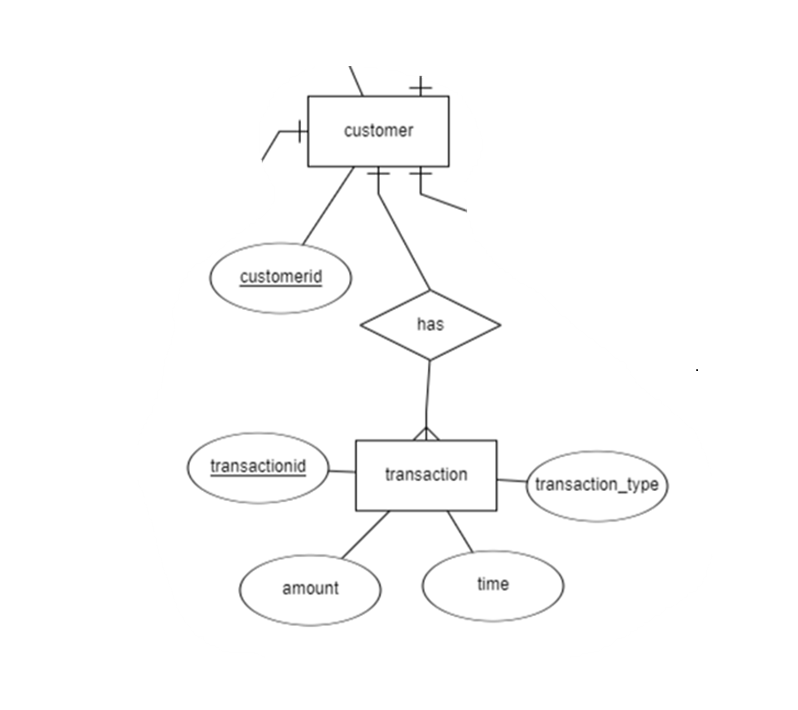 customer
customerid
has
transactionid
transaction
transaction_type
amount
time